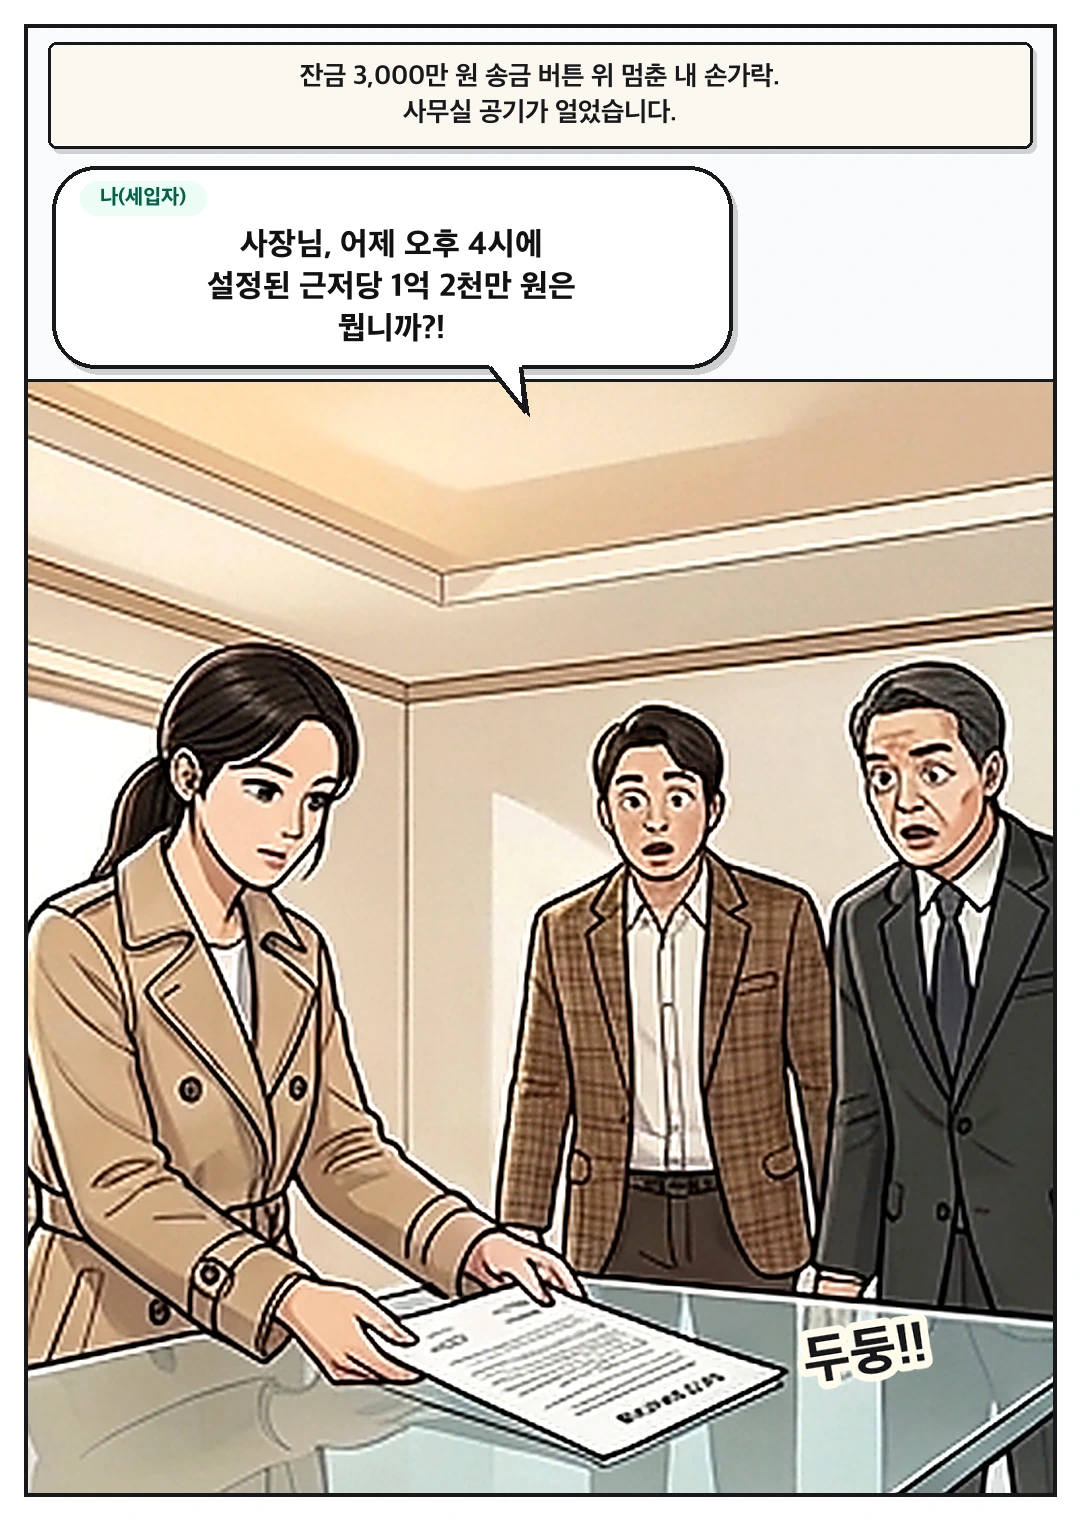 잔금 3,000만 원 송금 버튼 위 멈춘 내 손가락.
사무실 공기가 얼었습니다.
나(세입자)
사장님, 어제 오후 4시에
설정된 근저당 1억 2천만 원은
뭡니까?!
두둥!!